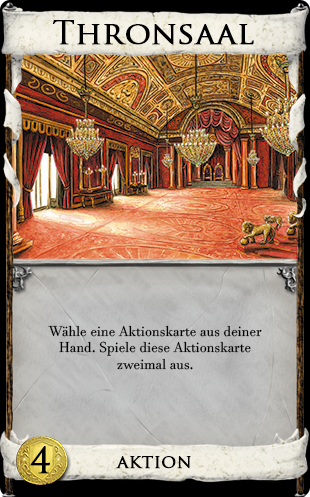 Thronsaal
Wähle eine Aktionskarte aus deiner
Hand. Spiele diese Aktionskarte
zweimal aus.
4
Aktion